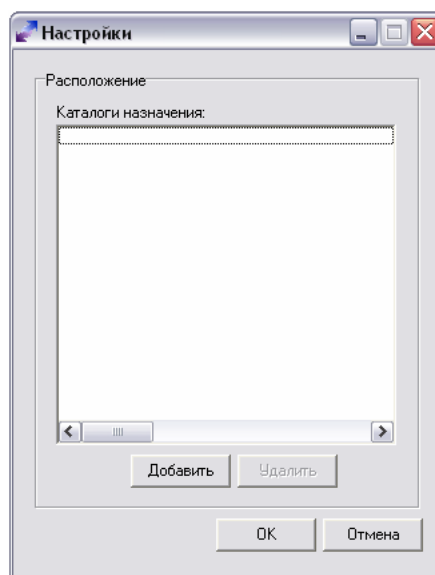 Настройки
Расположение
Каталоги назначения:
Добавить Удалить
OK Отмена